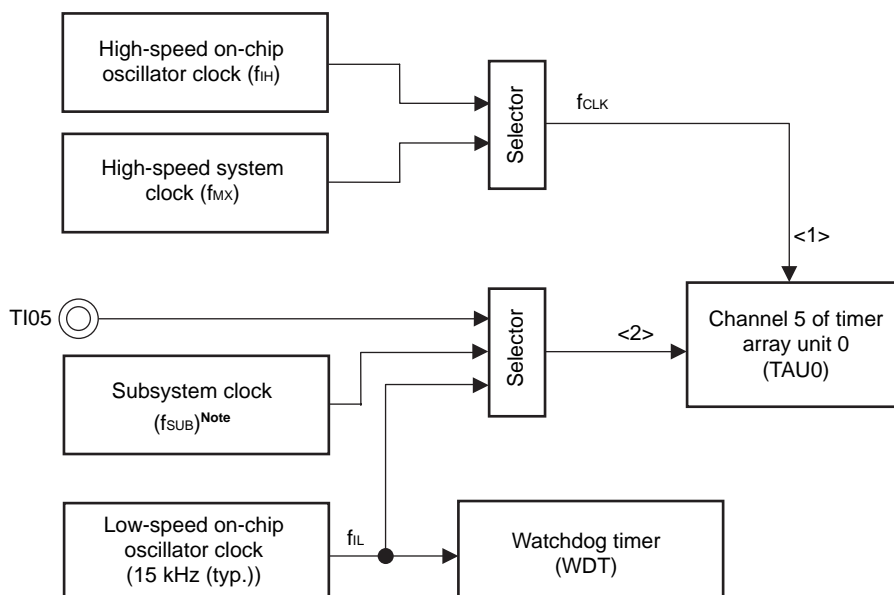 High-speed on-chip
oscillator clock (fIH)
Selector
fCLK
High-speed system
clock (fMX)
<1>
TI05
Selector
<2>
Channel 5 of timer
array unit 0
(TAU0)
Subsystem clock
(fSUB)Note
Low-speed on-chip
oscillator clock
(15 kHz (typ.))
fIL
Watchdog timer
(WDT)